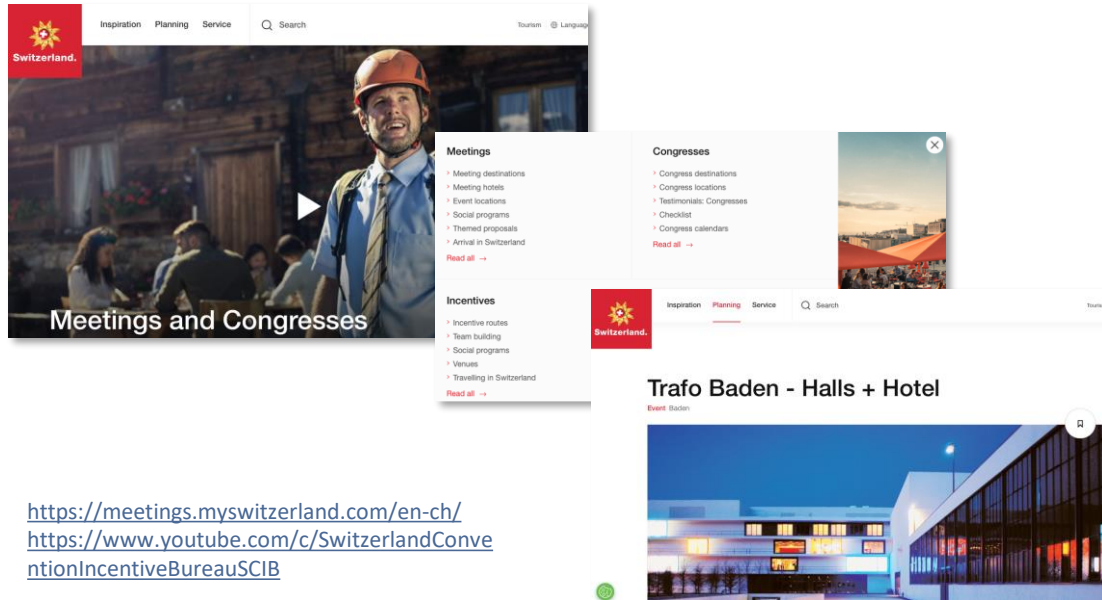 Inspiration Planning Service Search Tourism Language
Switzerland.
Meetings and Congresses
Meetings
Meeting destinations
Meeting hotels
Event locations
Social programs
Themed proposals
Arrival in Switzerland
Read all →
Congresses
Congress destinations
Congress locations
Testimonials: Congresses
Checklist
Congress calendars
Read all →
Incentives
Incentive routes
Team building
Social programs
Venues
Travelling in Switzerland
Read all →
Inspiration Planning Service Search
Switzerland.
Trafo Baden - Halls + Hotel
Event Baden
https://meetings.myswitzerland.com/en-ch/
https://www.youtube.com/c/SwitzerlandConve
ntionIncentiveBureauSCIB